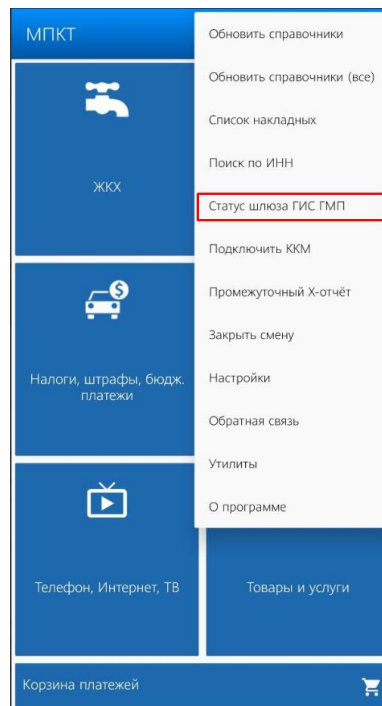 МПКТ
Обновить справочники
Обновить справочники (все)
Список накладных
Поиск по ИНН
Статус шлюза ГИС ГМП
Подключить ККМ
Промежуточный X-отчёт
Закрыть смену
Настройки
Обратная связь
Утилиты
О программе
ЖКХ
Налоги, штрафы, бюдж.
платежи
Телефон, Интернет, ТВ
Товары и услуги
Корзина платежей